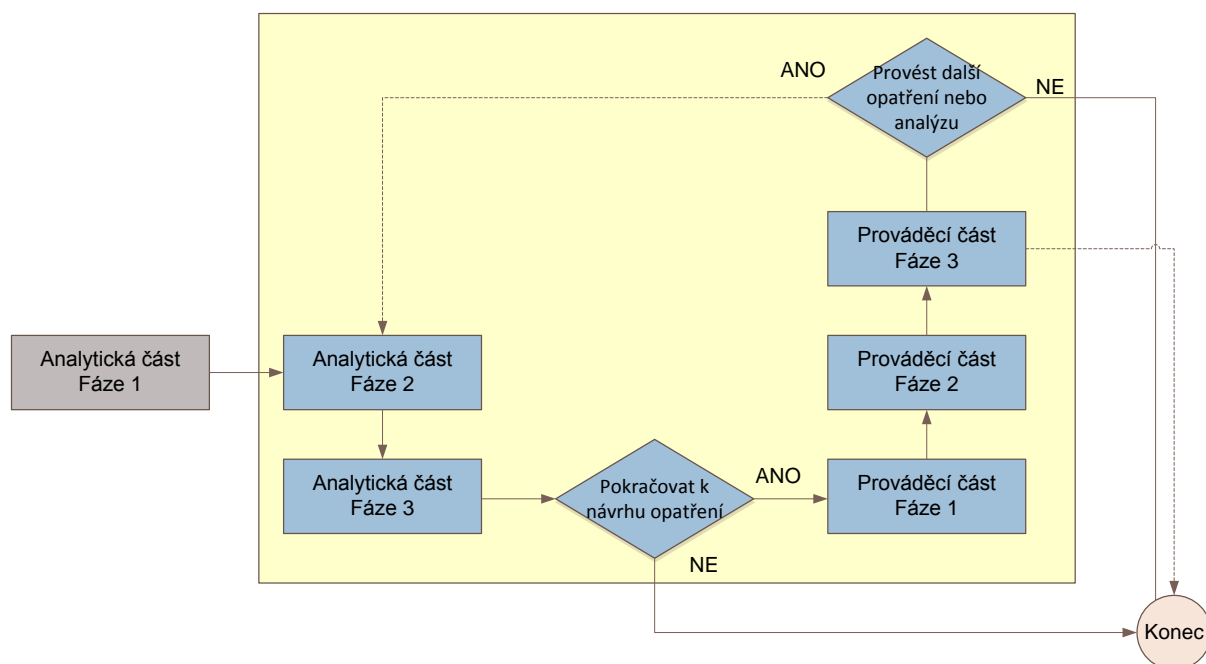 ANO
Provést další
opatření nebo
analýzu
NE
Prováděcí část
Fáze 3
Analytická část
Fáze 1
Analytická část
Fáze 2
Prováděcí část
Fáze 2
Analytická část
Fáze 3
Pokračovat k
návrhu opatření
ANO
Prováděcí část
Fáze 1
NE
Konec